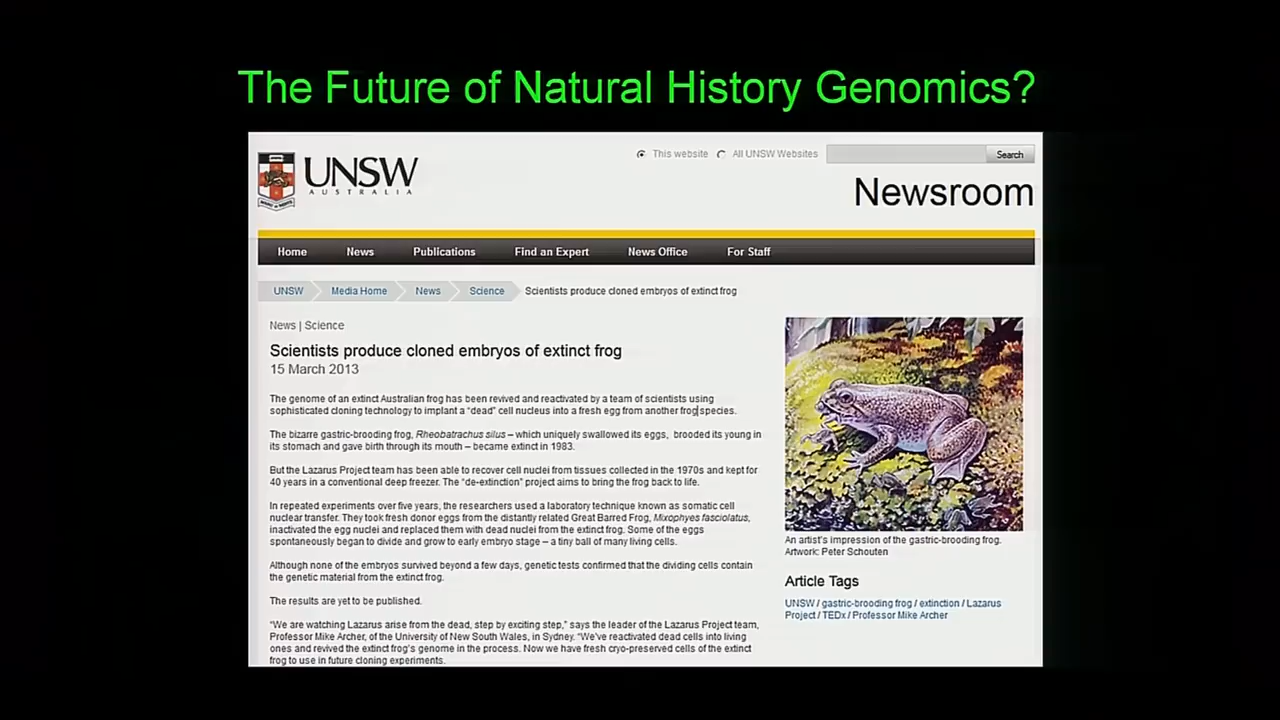 The Future of Natural History Genomics?
UNSW
AUSTRALIA
This website All UNSW Websites Search
Newsroom
Home News Publications Find an Expert News Office For Staff
UNSW Media Home News Science Scientists produce cloned embryos of extinct frog
News | Science
Scientists produce cloned embryos of extinct frog
15 March 2013
The genome of an extinct Australian frog has been revived and reactivated by a team of scientists using
sophisticated cloning technology to implant a “dead” cell nucleus into a fresh egg from another frog species.
The bizarre gastric-brooding frog, Rheobatrachus silus – which uniquely swallowed its eggs, brooded its young in
its stomach and gave birth through its mouth – became extinct in 1983.
But the Lazarus Project team has been able to recover cell nuclei from tissues collected in the 1970s and kept for
40 years in a conventional deep freezer. The “de-extinction” project aims to bring the frog back to life.
In repeated experiments over five years, the researchers used a laboratory technique known as somatic cell
nuclear transfer. They took fresh donor eggs from the distantly related Great Barred Frog, Mixophyes fasciolatus,
inactivated the egg nuclei and replaced them with dead nuclei from the extinct frog. Some of the eggs
spontaneously began to divide and grow to early embryo stage – a tiny ball of many living cells.
Although none of the embryos survived beyond a few days, genetic tests confirmed that the dividing cells contain
the genetic material from the extinct frog.
The results are yet to be published.
“We are watching Lazarus arise from the dead, step by exciting step,” says the leader of the Lazarus Project team,
Professor Mike Archer, of the University of New South Wales, in Sydney. “We’ve reactivated dead cells into living
ones and revived the extinct frog’s genome in the process. Now we have fresh cryo-preserved cells of the extinct
frog to use in future cloning experiments.
An artist's impression of the gastric-brooding frog.
Artwork: Peter Schouten
Article Tags
UNSW / gastric-brooding frog / extinction / Lazarus
Project / TEDx / Professor Mike Archer